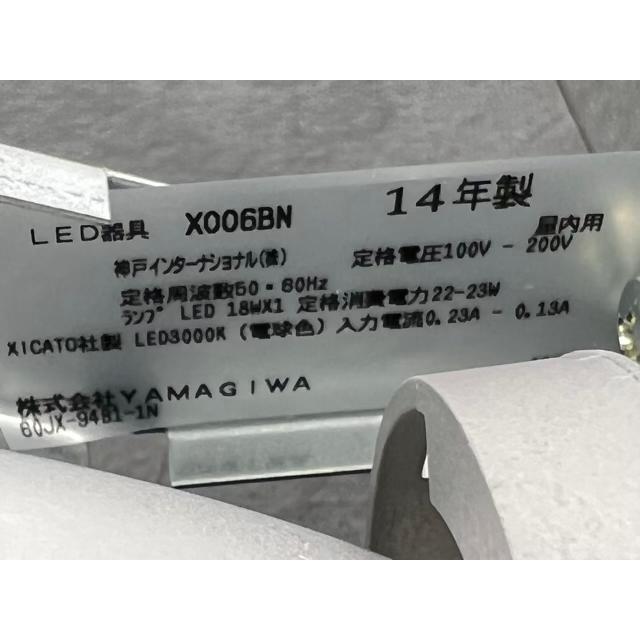 LED器具 X006BN 14年製
神戸インターナショナル(株) 屋内用
定格電圧100V - 200V
定格周波数50・60Hz
ランプ LED 18WX1 定格消費電力22-23W
XICATO社製 LED3000K (電球色) 入力電流0.23A - 0.13A
株式会社YAMAGIWA
60JX-9481-1N